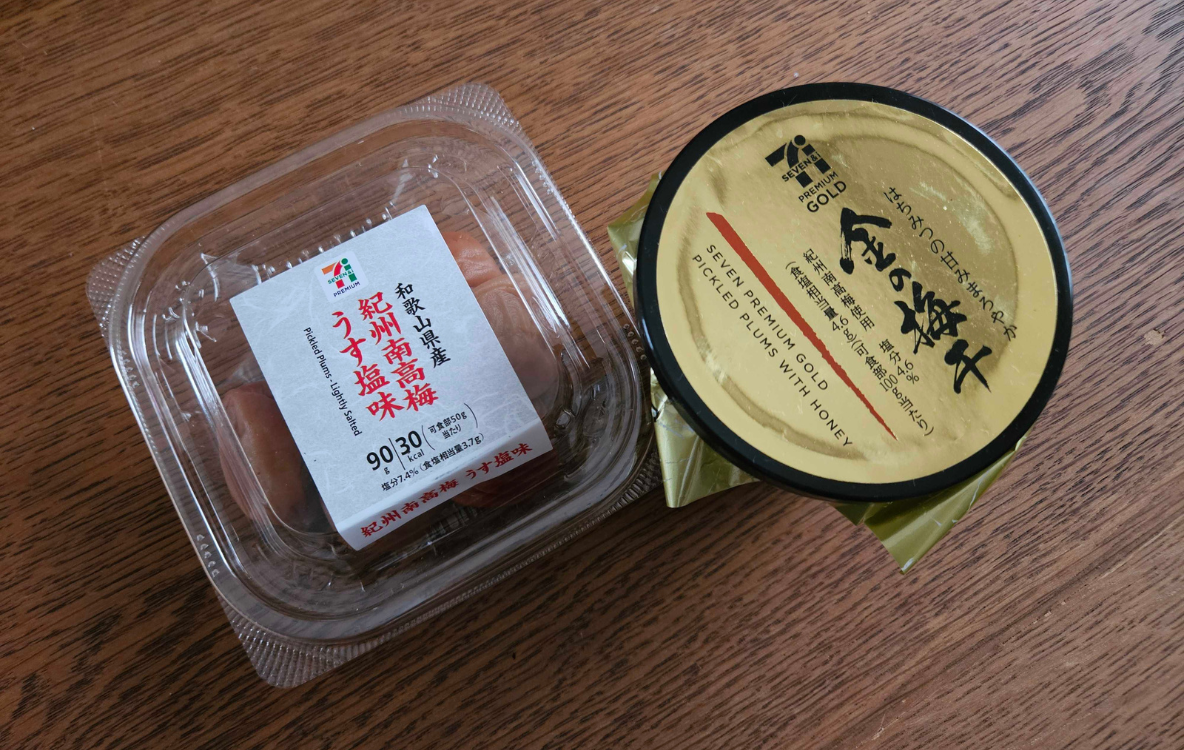 SEVEN&i
PREMIUM
和歌山県産
紀州南高梅
うす塩味
Pickled Plums - Lightly Salted
90g 30kcal (可食部50g当たり)
塩分7.4% (食塩相当量3.7g)
紀州南高梅 うす塩味
SEVEN&i
PREMIUM
GOLD
はちみつの甘みまろやか
金の梅干
紀州南高梅使用 塩分4.6%
(食塩相当量4.6g(可食部100g当たり)
SEVEN PREMIUM GOLD
PICKLED PLUMS WITH HONEY